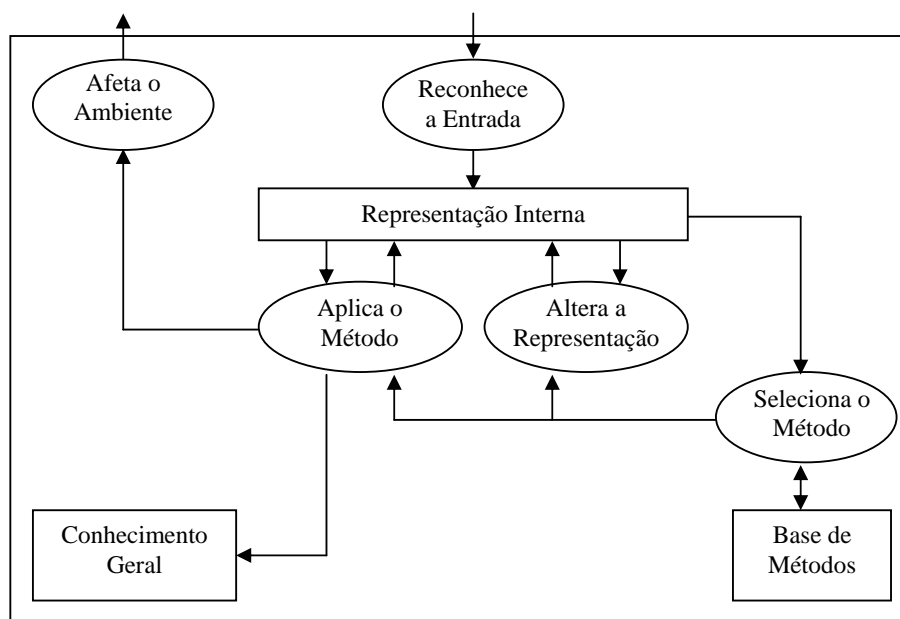 Afeta o
Ambiente
Reconhece
a Entrada
Representação Interna
Aplica o
Método
Altera a
Representação
Seleciona o
Método
Conhecimento
Geral
Base de
Métodos